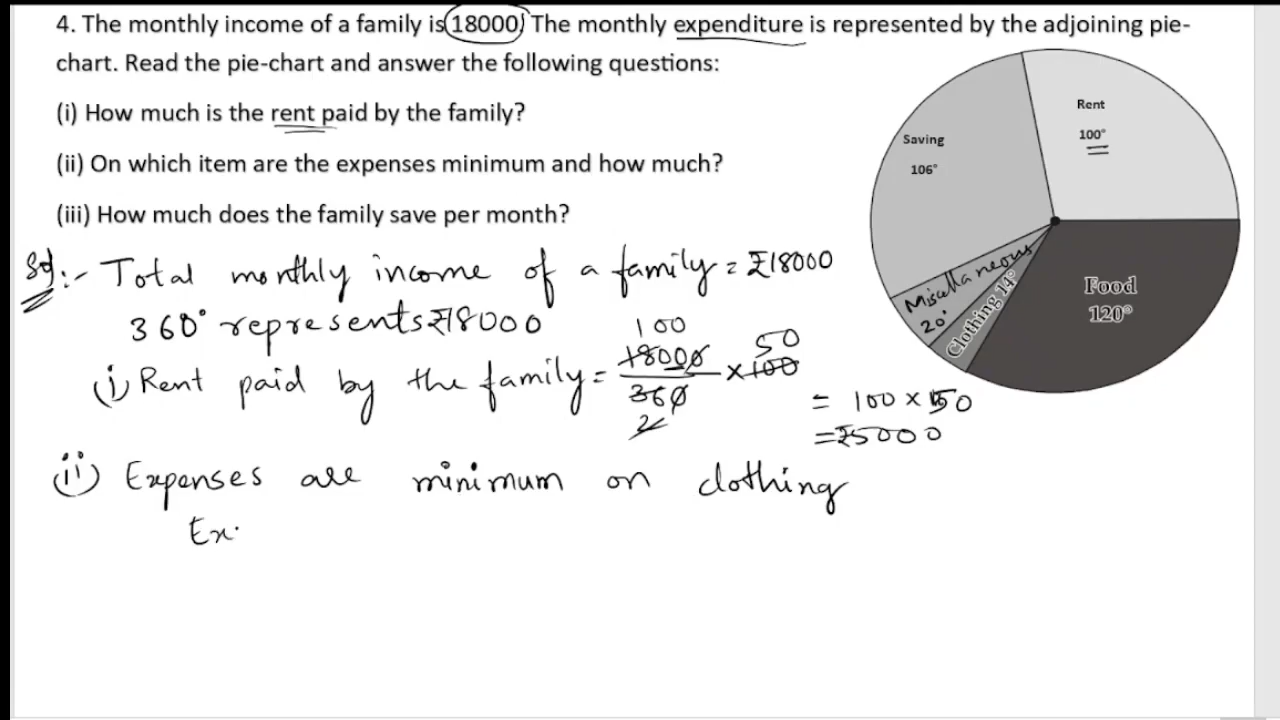 4. The monthly income of a family is 18000. The monthly expenditure is represented by the adjoining pie-
chart. Read the pie-chart and answer the following questions:
(i) How much is the rent paid by the family?
(ii) On which item are the expenses minimum and how much?
(iii) How much does the family save per month?
Rent
100°
Saving
106°
Miscellaneous
20°
Clothing 14°
Food
120°
Sol :- Total monthly income of a family = ₹18000
360° represents ₹18000
(i) Rent paid by the family = 18000/360 × 100
100
50
2
= 100 × 50
= ₹5000
(ii) Expenses are minimum on clothing
Ex.